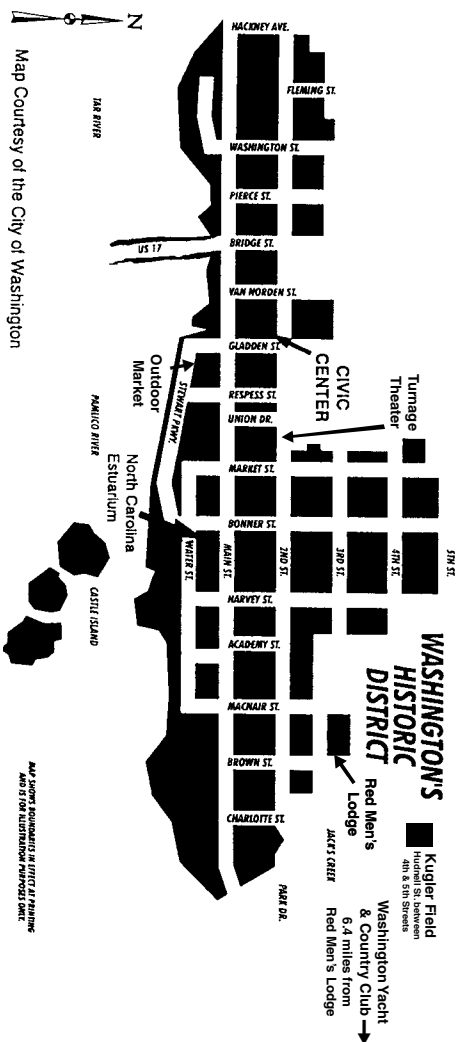 HACKNEY AVE.
FLEMING ST.
WASHINGTON ST.
PIERCE ST.
BRIDGE ST.
US 17
VAN NORDEN ST.
GLADDEN ST.
RESPESS ST.
UNION DR.
MARKET ST.
BONNER ST.
HARVEY ST.
ACADEMY ST.
MACNAIR ST.
BROWN ST.
CHARLOTTE ST.
N
Map Courtesy of the City of Washington
TAR RIVER
PAMLICO RIVER
CASTLE ISLAND
STEWART PKWY.
WATER ST.
MAIN ST.
2ND ST.
3RD ST.
4TH ST.
5TH ST.
Outdoor
Market
North Carolina
Estuarium
CIVIC
CENTER
Turnage
Theater
WASHINGTON'S
HISTORIC
DISTRICT
Red Men's
Lodge
JACK'S CREEK
PARK DR.
Kugler Field
Hudnell St. between
4th & 5th Streets
Washington Yacht
& Country Club
6.4 miles from
Red Men's Lodge
MAP SHOWS BOUNDARIES IN EFFECT AT PRINTING
AND IS FOR ILLUSTRATION PURPOSES ONLY.